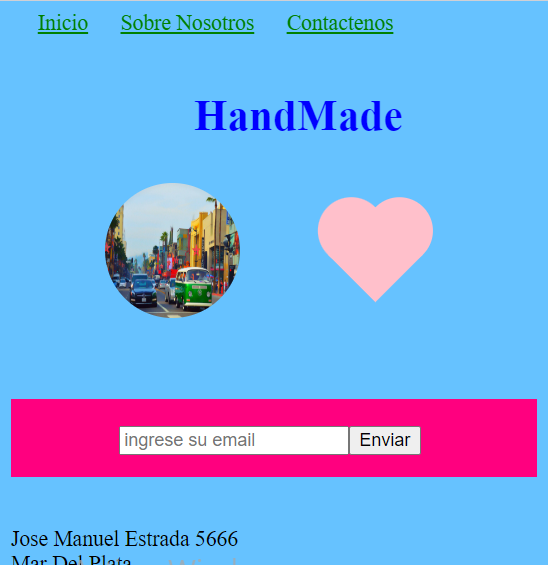 Inicio Sobre Nosotros Contactenos
HandMade
ingrese su email Enviar
Jose Manuel Estrada 5666
Mar Del Plata